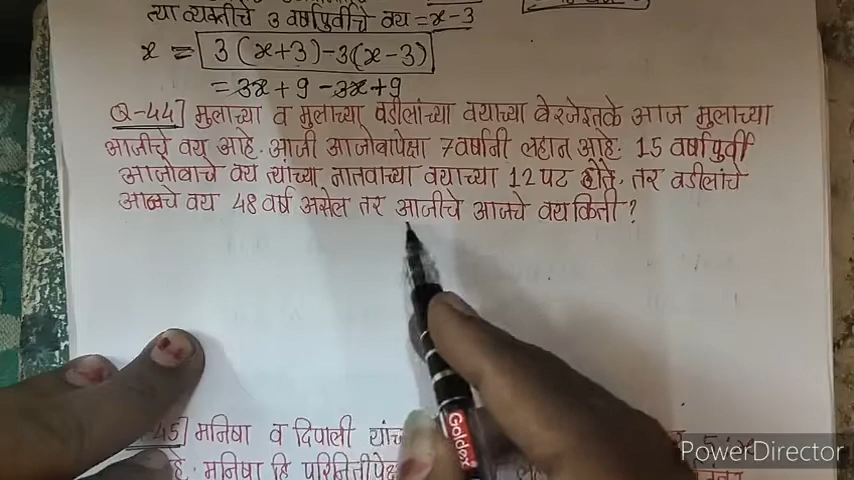 त्या व्यक्तीचे 3 वर्षापुर्वीचे वय = x-3
x = 3(x+3)-3(x-3)
= 3x+9-3x+9
Q-44] मुलाच्या व मुलाच्या वडीलांच्या वयाच्या बेरजेइतके आज मुलाच्या
आजीचे वय आहे. आजी आजोबापेक्षा 7 वर्षांनी लहान आहे. 15 वर्षापुर्वी
आजोबाचे वय त्यांच्या नातवाच्या वयाच्या 12 पट होते. तर वडीलांचे
आजचे वय 48 वर्ष असेल तर आजीचे आजचे वय किती?
45] मनिषा व दिपाली यांच
5:
हे. मनिषा हि परिनितीपेक्षा
Goldex
PowerDirector